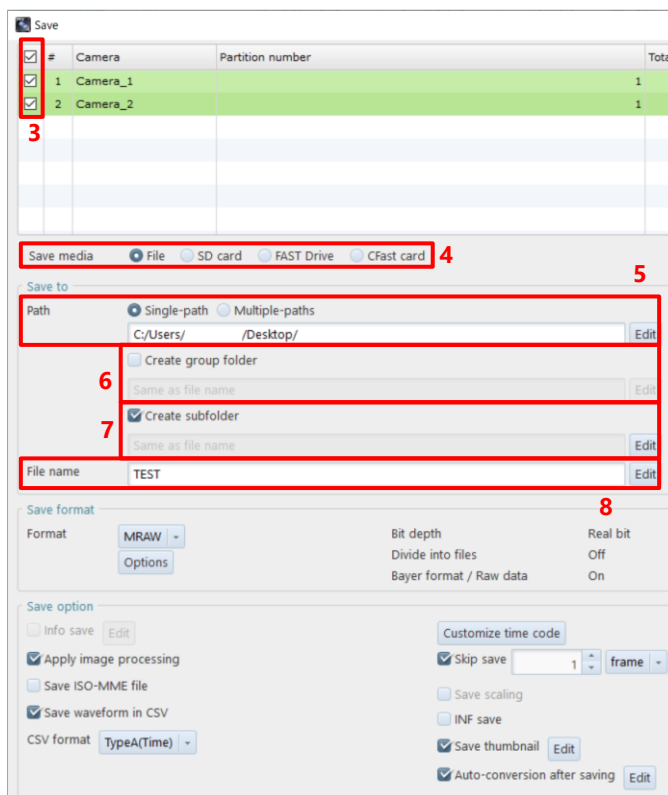 Save
# Camera Partition number Tota
1 Camera_1 1
2 Camera_2 1
3
Save media File SD card FAST Drive CFast card 4
5
Save to
Path Single-path Multiple-paths
C:/Users/ /Desktop/ Edit
Create group folder
6
Same as file name Edit
Create subfolder
7
Same as file name Edit
File name TEST Edit
8
Save format
Format MRAW Bit depth Real bit
Options Divide into files Off
Bayer format / Raw data On
Save option
Info save Edit Customize time code
Apply image processing Skip save 1 frame
Save ISO-MME file Save scaling
Save waveform in CSV INF save
CSV format TypeA(Time) Save thumbnail Edit
Auto-conversion after saving Edit